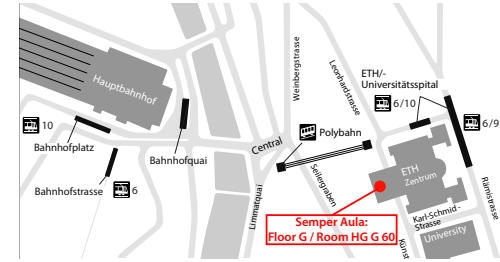 Hauptbahnhof
10
Bahnhofplatz
Bahnhofstrasse
6
Bahnhofquai
Limmatquai
Central
Weinbergstrasse
Leonhardstrasse
Polybahn
Seilergraben
ETH/-
Universitätsspital
6/10
6/9
ETH
Zentrum
Rämistrasse
Karl-Schmid-
Strasse
University
Künst
Semper Aula:
Floor G / Room HG G 60